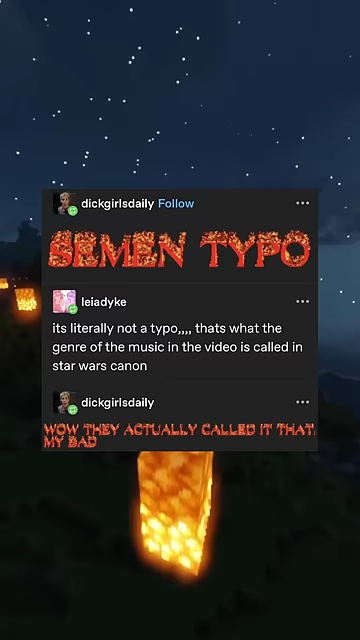 dickgirlsdaily Follow
SEMEN TYPO
leiadyke
its literally not a typo,,,, thats what the
genre of the music in the video is called in
star wars canon
dickgirlsdaily
WOW THEY ACTUALLY CALLED IT THAT.
MY BAD